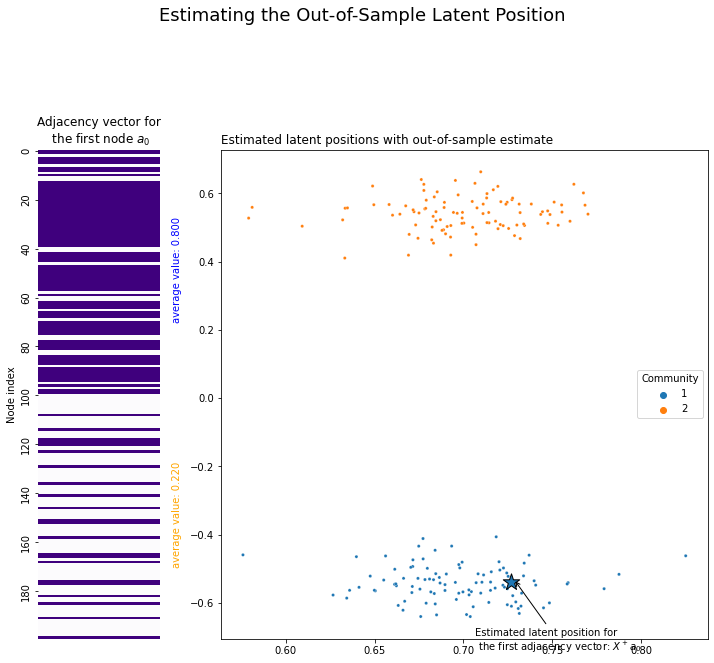 Estimating the Out-of-Sample Latent Position
Adjacency vector for
the first node a₀
0
20
40
60
80
100
120
140
160
180
Node index
average value: 0.800
average value: 0.220
Estimated latent positions with out-of-sample estimate
0.6
0.4
0.2
0.0
−0.2
−0.4
−0.6
0.60
0.65
0.70
0.75
0.80
Community
1
2
Estimated latent position for
the first adjacency vector: X⁺a₀